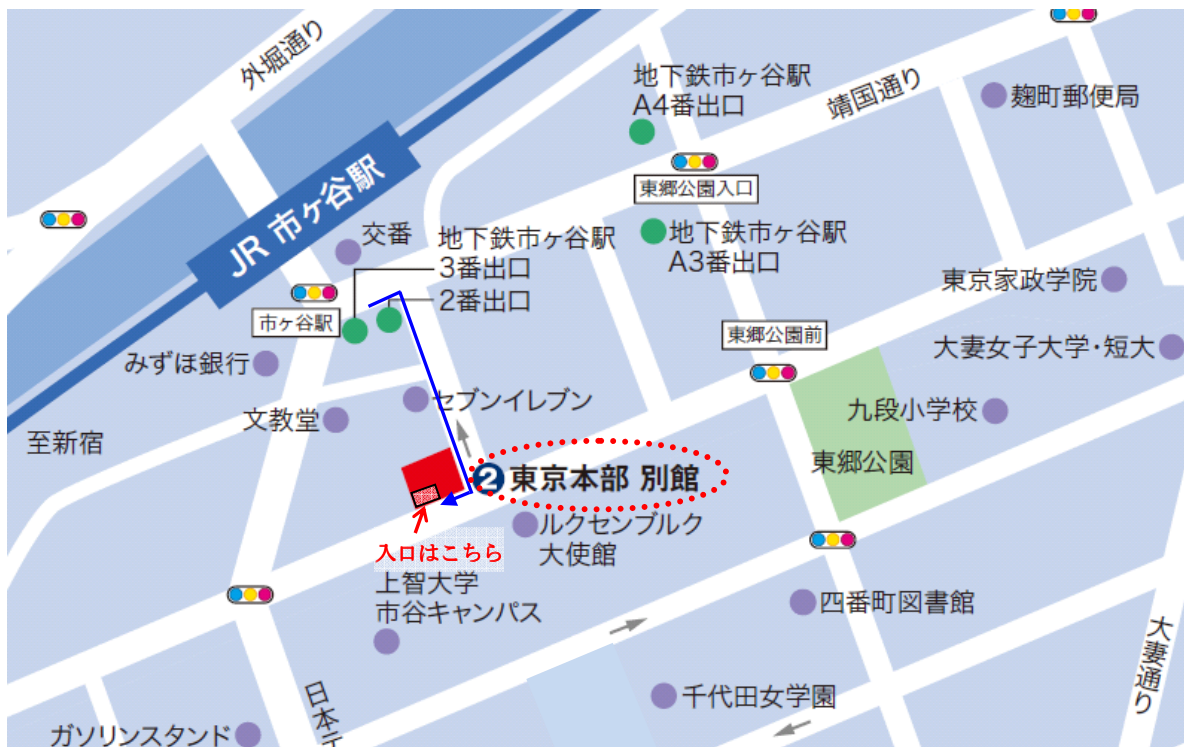 外堀通り
地下鉄市ヶ谷駅
A4番出口
靖国通り
麹町郵便局
JR 市ヶ谷駅
東郷公園入口
交番
地下鉄市ヶ谷駅
3番出口
2番出口
地下鉄市ヶ谷駅
A3番出口
東京家政学院
市ヶ谷駅
東郷公園前
大妻女子大学・短大
みずほ銀行
セブンイレブン
九段小学校
文教堂
至新宿
東郷公園
2 東京本部 別館
ルクセンブルク
大使館
入口はこちら
上智大学
市谷キャンパス
四番町図書館
大妻通り
千代田女学園
日本テ
ガソリンスタンド